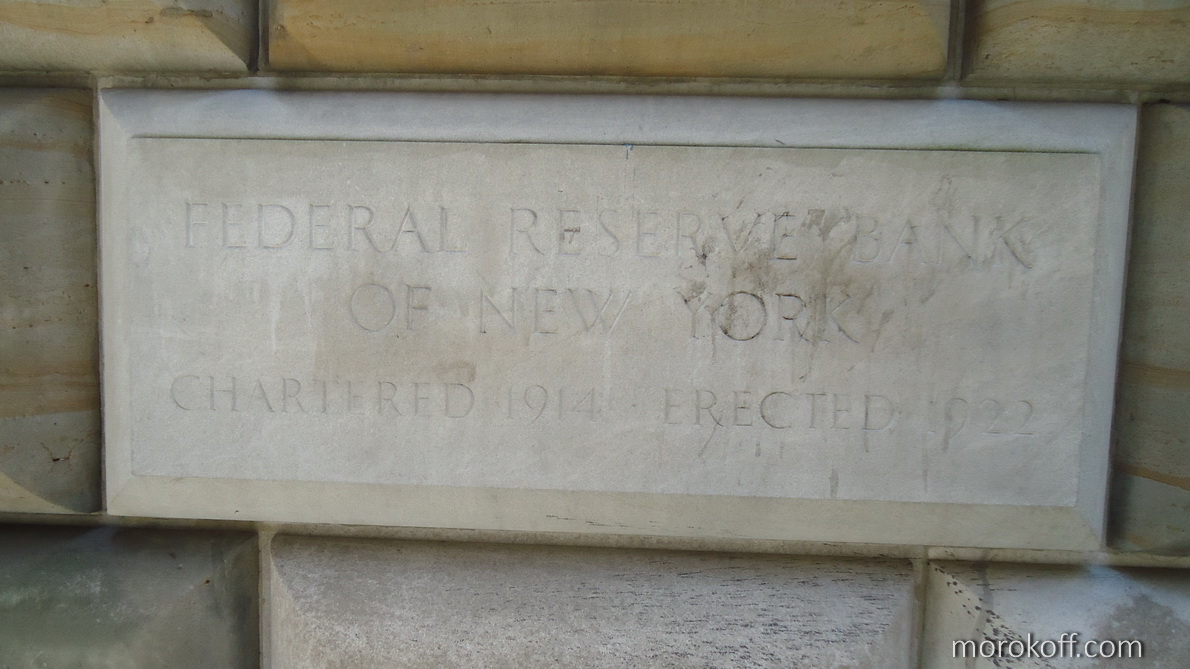 FEDERAL RESERVE BANK
OF NEW YORK
CHARTERED 1914 · ERECTED 1922
morokoff.com